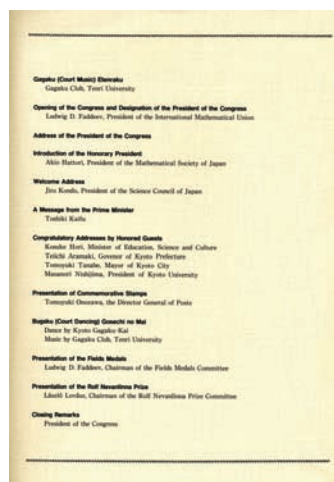 Gagaku (Court Music) Etenraku
Gagaku Club, Tenri University
Opening of the Congress and Designation of the President of the Congress
Ludwig D. Faddeev, President of the International Mathematical Union
Address of the President of the Congress
Introduction of the Honorary President
Akio Hattori, President of the Mathematical Society of Japan
Welcome Address
Jiro Kondo, President of the Science Council of Japan
A Message from the Prime Minister
Toshiki Kaifu
Congratulatory Addresses by Honored Guests
Kosuke Hori, Minister of Education, Science and Culture
Teiichi Aramaki, Govenor of Kyoto Prefecture
Tomoyuki Tanabe, Mayor of Kyoto City
Masanori Nishijima, President of Kyoto University
Presentation of Commemorative Stamps
Tomoyuki Onozawa, the Director General of Posts
Bugaku (Court Dancing) Gosechi no Mai
Dance by Kyoto Gagaku Kai
Music by Gagaku Club, Tenri University
Presentation of the Fields Medals
Ludwig D. Faddeev, Chairman of the Fields Medals Committee
Presentation of the Rolf Nevanlinna Prize
László Lovász, Chairman of the Rolf Nevanlinna Prize Committee
Closing Remarks
President of the Congress